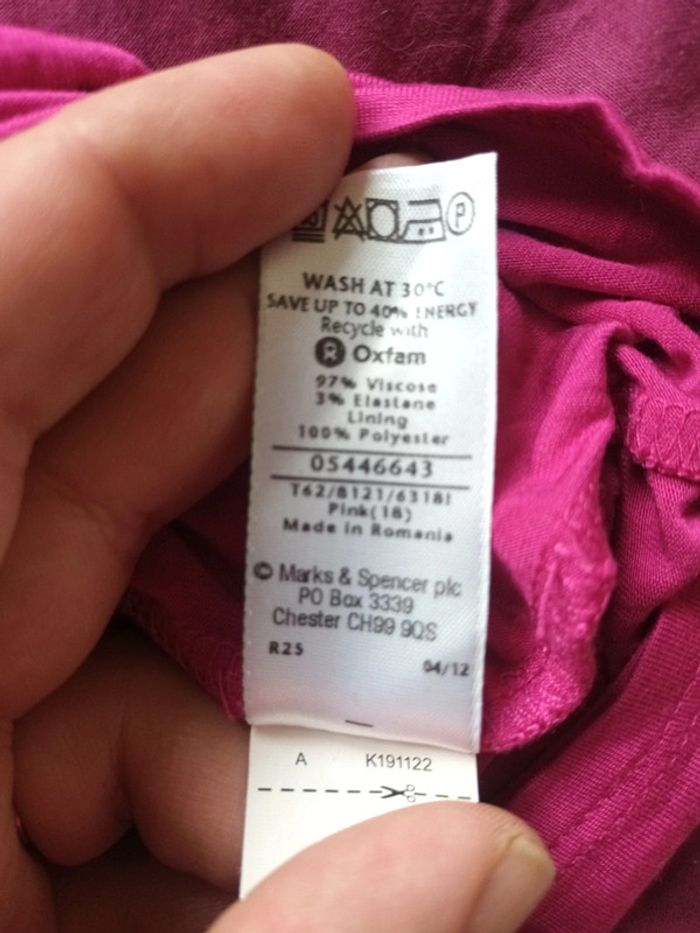 P
WASH AT 30°C
SAVE UP TO 40% ENERGY
Recycle with
Oxfam
97% Viscose
3% Elastane
Lining
100% Polyester
05446643
T62/8121/6318I
Pink(18)
Made in Romania
© Marks & Spencer plc
PO Box 3339
Chester CH99 9QS
R25
04/12
A K191122